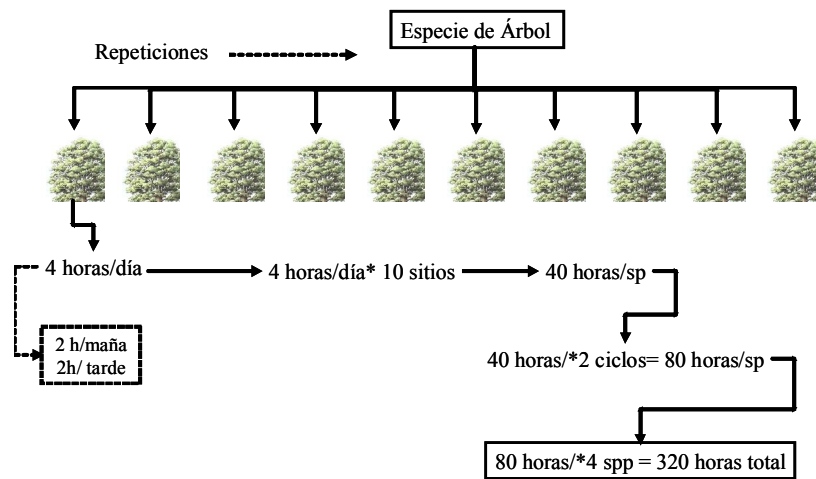 Especie de Árbol
Repeticiones
4 horas/día
4 horas/día* 10 sitios
40 horas/sp
2 h/maña
2h/ tarde
40 horas/*2 ciclos= 80 horas/sp
80 horas/*4 spp = 320 horas total